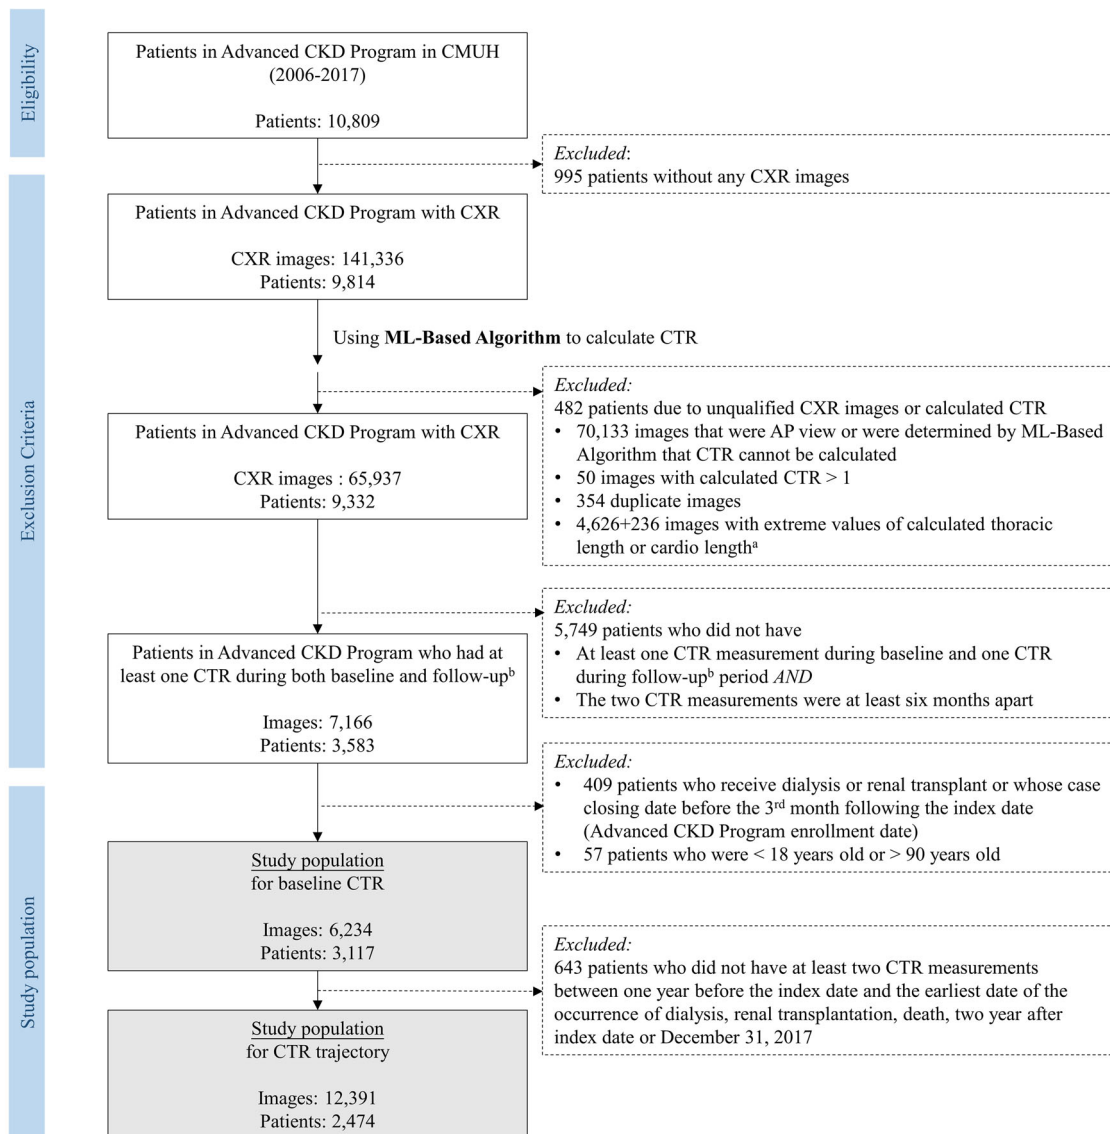 Eligibility
Patients in Advanced CKD Program in CMUH
(2006-2017)
Patients: 10,809
Excluded:
995 patients without any CXR images
Exclusion Criteria
Patients in Advanced CKD Program with CXR
CXR images: 141,336
Patients: 9,814
Using ML-Based Algorithm to calculate CTR
Excluded:
482 patients due to unqualified CXR images or calculated CTR
• 70,133 images that were AP view or were determined by ML-Based
Algorithm that CTR cannot be calculated
• 50 images with calculated CTR > 1
• 354 duplicate images
• 4,626+236 images with extreme values of calculated thoracic
length or cardio lengthᵃ
Patients in Advanced CKD Program with CXR
CXR images : 65,937
Patients: 9,332
Excluded:
5,749 patients who did not have
• At least one CTR measurement during baseline and one CTR
during follow-upᵇ period AND
• The two CTR measurements were at least six months apart
Patients in Advanced CKD Program who had at
least one CTR during both baseline and follow-upᵇ
Images: 7,166
Patients: 3,583
Excluded:
• 409 patients who receive dialysis or renal transplant or whose case
closing date before the 3ʳᵈ month following the index date
(Advanced CKD Program enrollment date)
• 57 patients who were < 18 years old or > 90 years old
Study population
Study population
for baseline CTR
Images: 6,234
Patients: 3,117
Excluded:
643 patients who did not have at least two CTR measurements
between one year before the index date and the earliest date of the
occurrence of dialysis, renal transplantation, death, two year after
index date or December 31, 2017
Study population
for CTR trajectory
Images: 12,391
Patients: 2,474